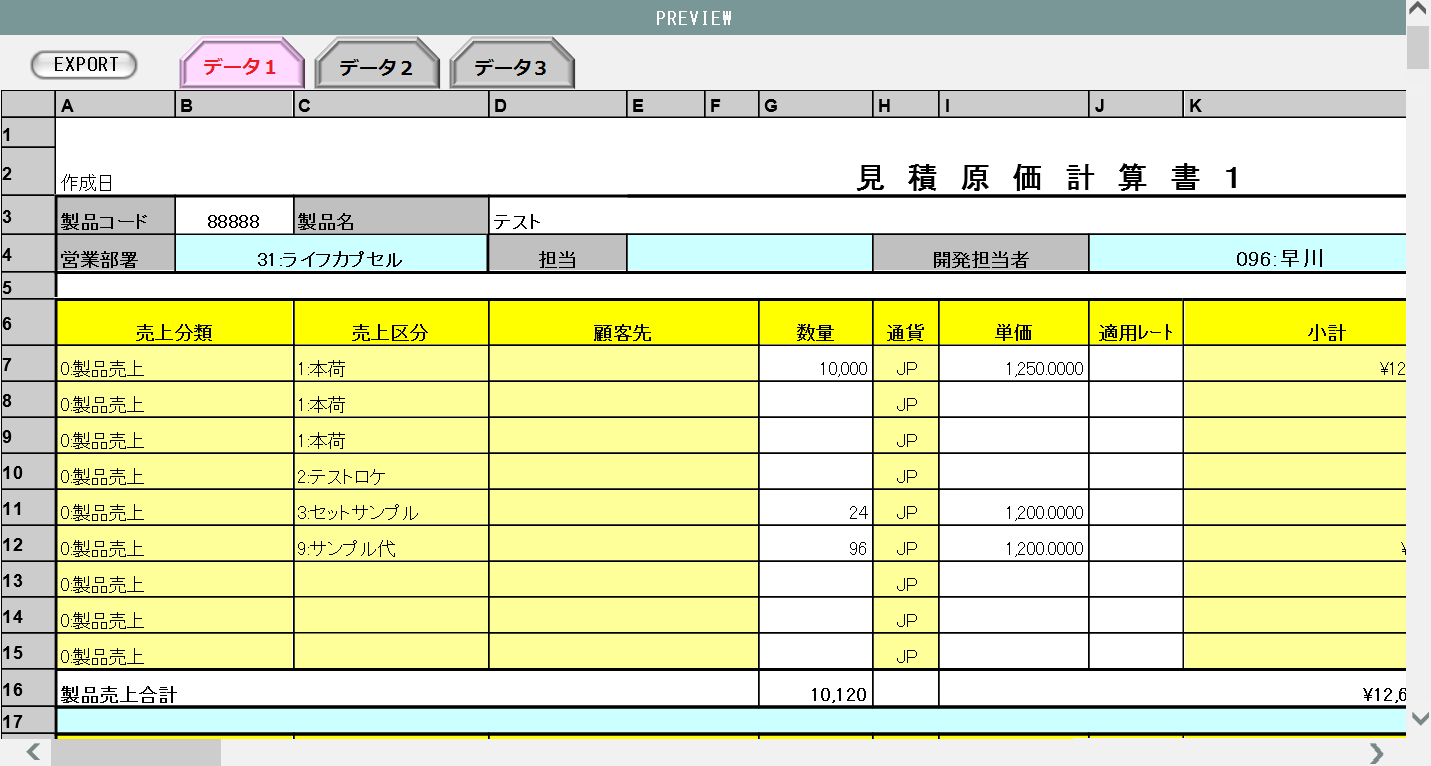 PREVIEW
EXPORT データ1 データ2 データ3
A B C D E F G H I J K
1
2 作成日 見積原価計算書1
3 製品コード 88888 製品名 テスト
4 営業部署 31:ライフカプセル 担当 開発担当者 096:早川
5
6 売上分類 売上区分 顧客先 数量 通貨 単価 適用レート 小計
7 0:製品売上 1:本荷 10,000 JP 1,250.0000 ¥12
8 0:製品売上 1:本荷 JP
9 0:製品売上 1:本荷 JP
10 0:製品売上 2:テストロケ JP
11 0:製品売上 3:セットサンプル 24 JP 1,200.0000
12 0:製品売上 9:サンプル代 96 JP 1,200.0000 ¥
13 0:製品売上 JP
14 0:製品売上 JP
15 0:製品売上 JP
16 製品売上合計 10,120 ¥12,6
17